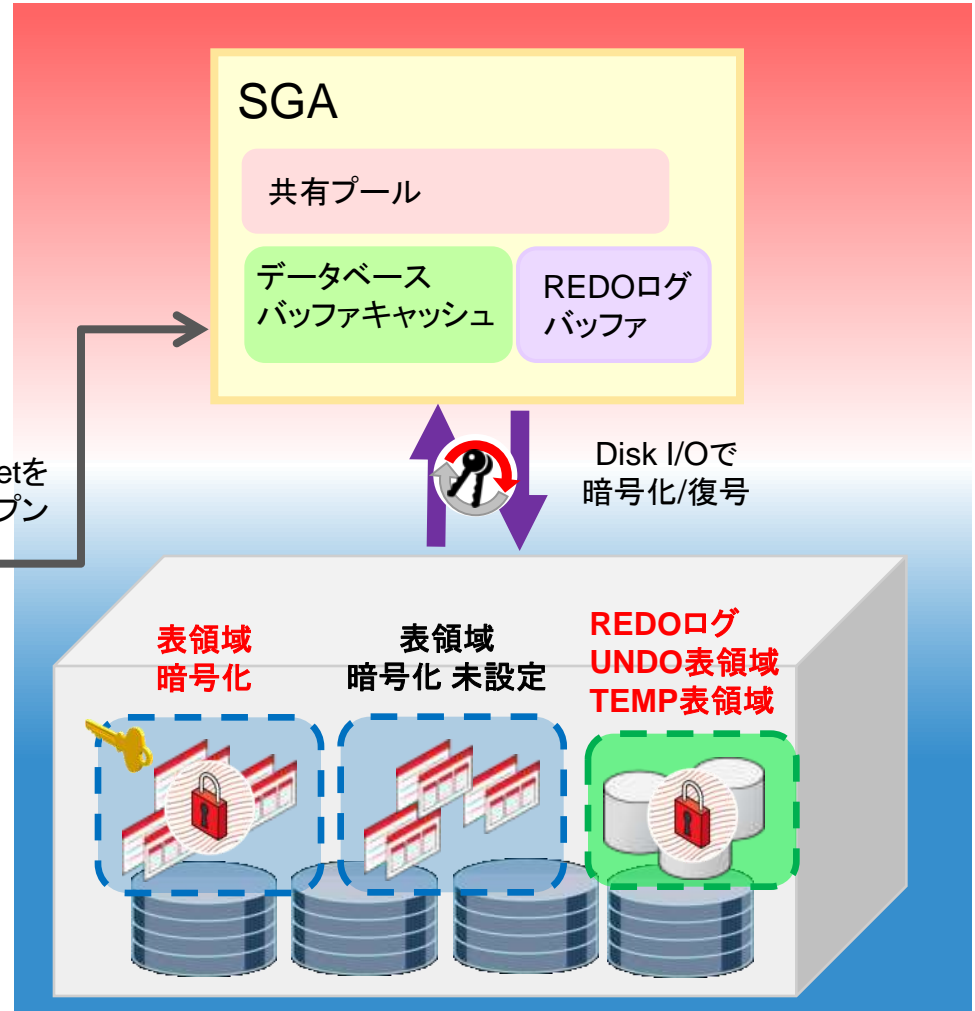 SGA
共有プール
データベース
バッファキャッシュ
REDOログ
バッファ
etを
プン
Disk I/Oで
暗号化/復号
表領域
暗号化
表領域
暗号化 未設定
REDOログ
UNDO表領域
TEMP表領域